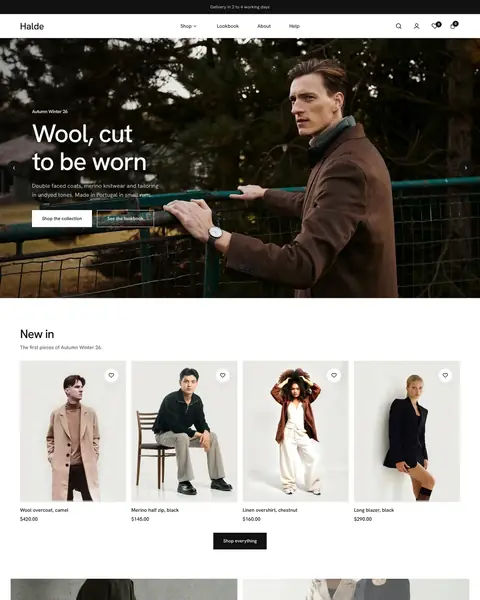 Delivery in 2 to 4 working days
Halde
Shop
Lookbook
About
Help
0
0
Autumn Winter 26
Wool, cut
to be worn
Double faced coats, merino knitwear and tailoring
in undyed tones. Made in Portugal in small runs.
Shop the collection
See the lookbook
New in
The first pieces of Autumn Winter 26.
Wool overcoat, camel
$420.00
Merino half zip, black
$145.00
Linen overshirt, chestnut
$160.00
Long blazer, black
$290.00
Shop everything